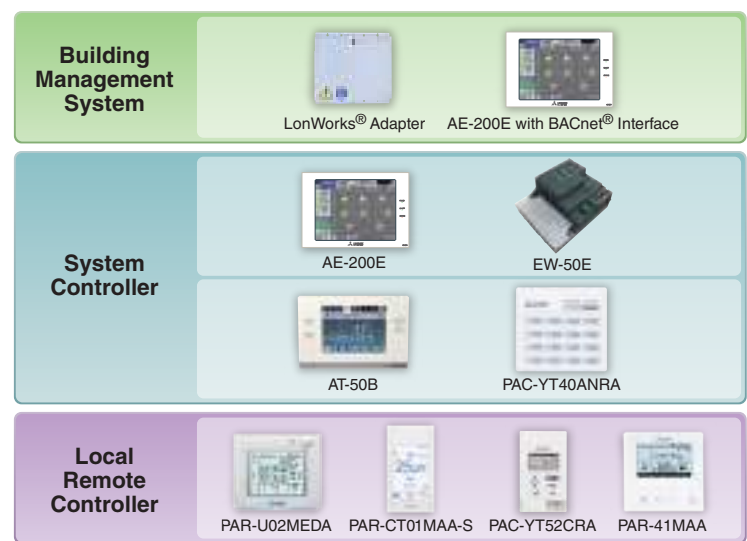 Building
Management
System
LonWorks® Adapter
AE-200E with BACnet® Interface
System
Controller
AE-200E
EW-50E
AT-50B
PAC-YT40ANRA
Local
Remote
Controller
PAR-U02MEDA
PAR-CT01MAA-S
PAC-YT52CRA
PAR-41MAA